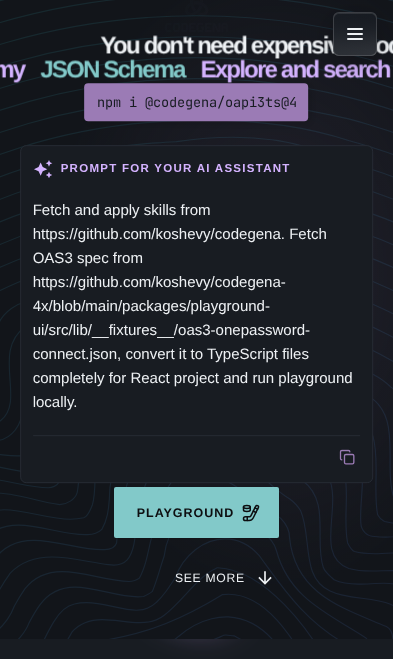 You don't need expensiv
my JSON Schema Explore and search
npm i @codegena/oapi3ts@4
PROMPT FOR YOUR AI ASSISTANT
Fetch and apply skills from
https://github.com/koshevy/codegena. Fetch
OAS3 spec from
https://github.com/koshevy/codegena-
4x/blob/main/packages/playground-
ui/src/lib/__fixtures__/oas3-onepassword-
connect.json, convert it to TypeScript files
completely for React project and run playground
locally.
PLAYGROUND
SEE MORE